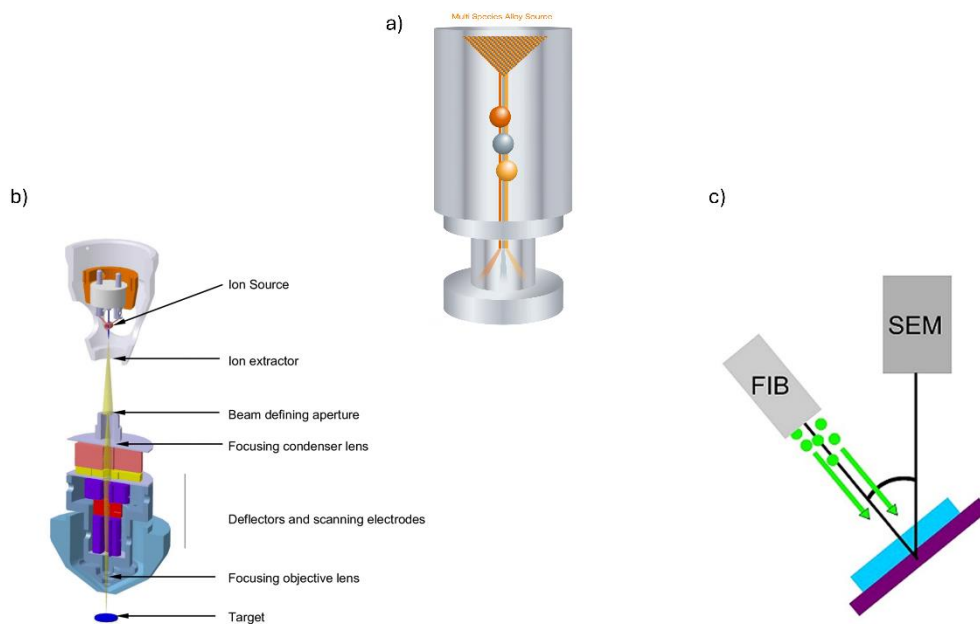 Multi Species Alloy Source
a)
b)
Ion Source
Ion extractor
Beam defining aperture
Focusing condenser lens
Deflectors and scanning electrodes
Focusing objective lens
Target
c)
SEM
FIB